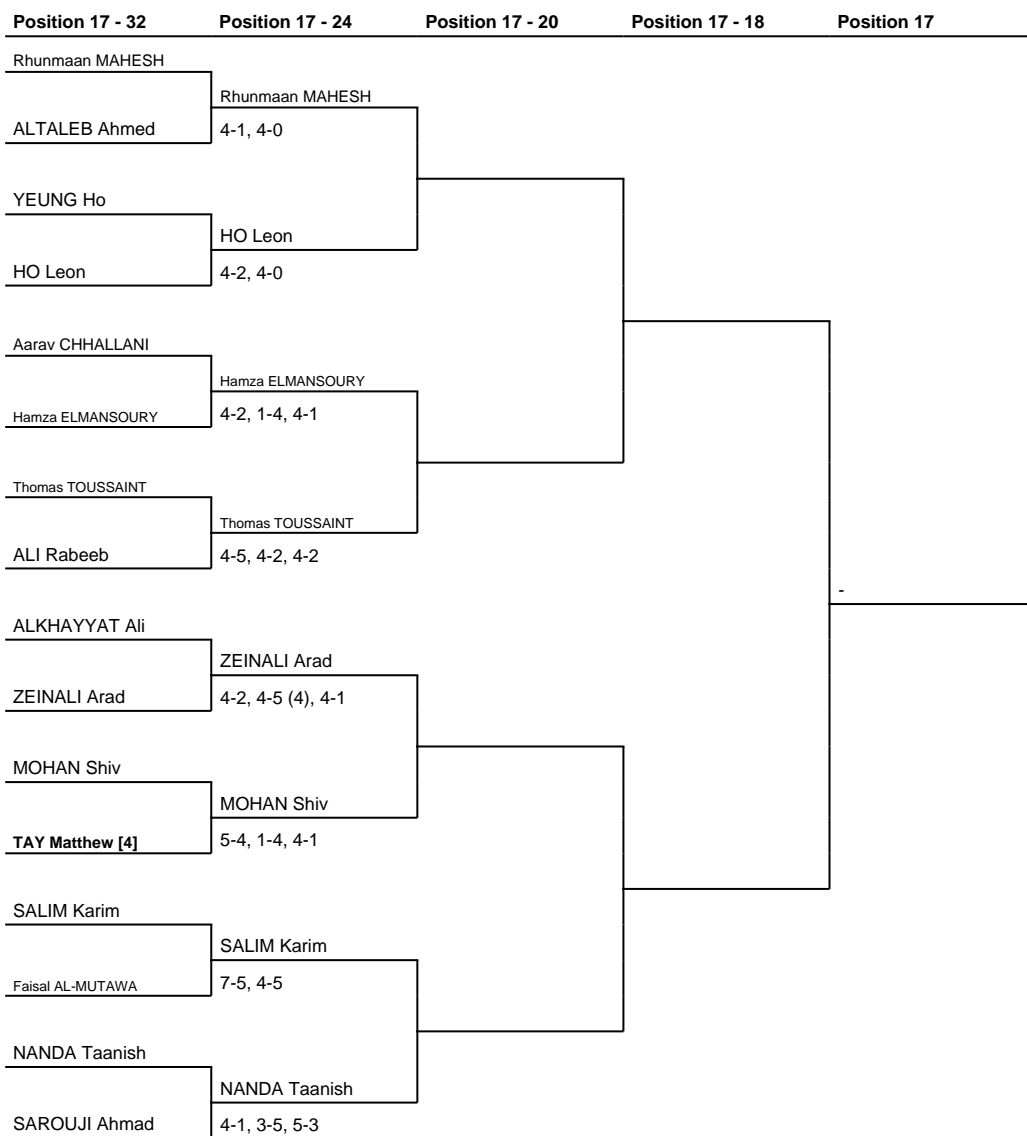 Position 17 - 32 Position 17 - 24 Position 17 - 20 Position 17 - 18 Position 17
Rhunmaan MAHESH
Rhunmaan MAHESH
ALTALEB Ahmed 4-1, 4-0
YEUNG Ho
HO Leon
HO Leon 4-2, 4-0
Aarav CHHALLANI
Hamza ELMANSOURY
Hamza ELMANSOURY 4-2, 1-4, 4-1
Thomas TOUSSAINT
Thomas TOUSSAINT
ALI Rabeeb 4-5, 4-2, 4-2
-
ALKHAYYAT Ali
ZEINALI Arad
ZEINALI Arad 4-2, 4-5 (4), 4-1
MOHAN Shiv
MOHAN Shiv
TAY Matthew [4] 5-4, 1-4, 4-1
SALIM Karim
SALIM Karim
Faisal AL-MUTAWA 7-5, 4-5
NANDA Taanish
NANDA Taanish
SAROUJI Ahmad 4-1, 3-5, 5-3